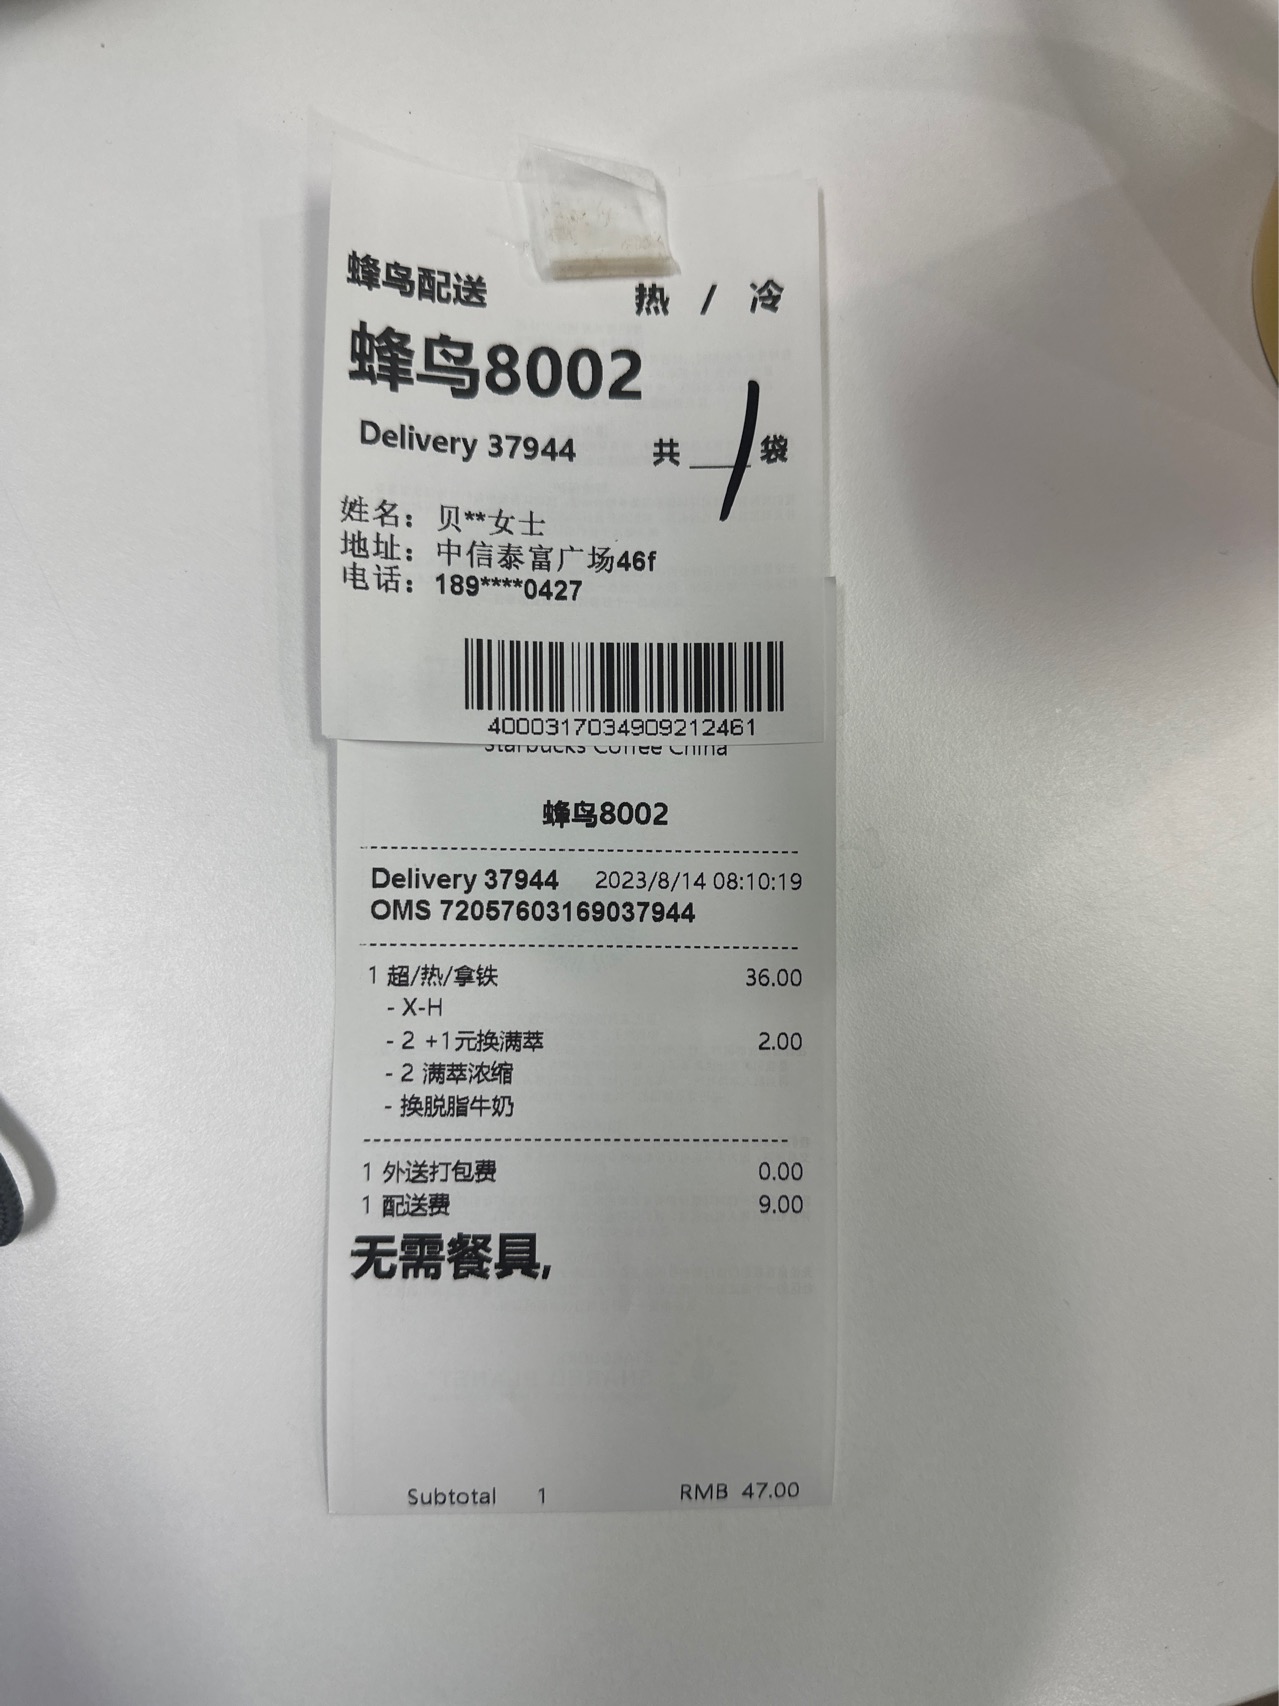 蜂鸟配送
热 / 冷
蜂鸟8002
Delivery 37944 共 1 袋
姓名：贝**女士
地址：中信泰富广场46f
电话：189****0427
4000317034909212461
Starbucks Coffee China
蜂鸟8002
Delivery 37944 2023/8/14 08:10:19
OMS 72057603169037944
1 超/热/拿铁 36.00
- X-H
- 2 +1元换满萃 2.00
- 2 满萃浓缩
- 换脱脂牛奶
1 外送打包费 0.00
1 配送费 9.00
无需餐具,
Subtotal 1 RMB 47.00